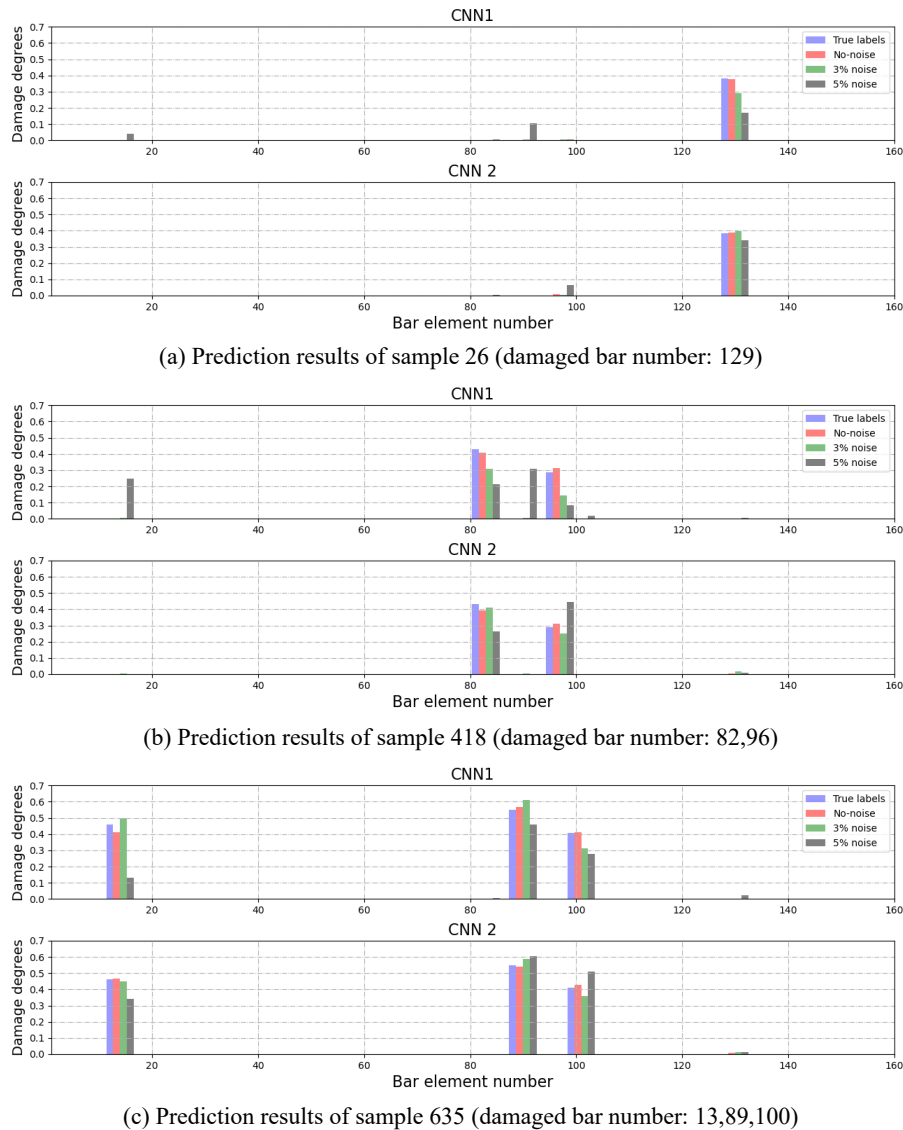 CNN1
Damage degrees
0.7
0.6
0.5
0.4
0.3
0.2
0.1
0.0
True labels
No-noise
3% noise
5% noise
20 40 60 80 100 120 140 160
CNN 2
Damage degrees
0.7
0.6
0.5
0.4
0.3
0.2
0.1
0.0
20 40 60 80 100 120 140 160
Bar element number
(a) Prediction results of sample 26 (damaged bar number: 129)
CNN1
Damage degrees
0.7
0.6
0.5
0.4
0.3
0.2
0.1
0.0
True labels
No-noise
3% noise
5% noise
20 40 60 80 100 120 140 160
CNN 2
Damage degrees
0.7
0.6
0.5
0.4
0.3
0.2
0.1
0.0
20 40 60 80 100 120 140 160
Bar element number
(b) Prediction results of sample 418 (damaged bar number: 82,96)
CNN1
Damage degrees
0.7
0.6
0.5
0.4
0.3
0.2
0.1
0.0
True labels
No-noise
3% noise
5% noise
20 40 60 80 100 120 140 160
CNN 2
Damage degrees
0.7
0.6
0.5
0.4
0.3
0.2
0.1
0.0
20 40 60 80 100 120 140 160
Bar element number
(c) Prediction results of sample 635 (damaged bar number: 13,89,100)